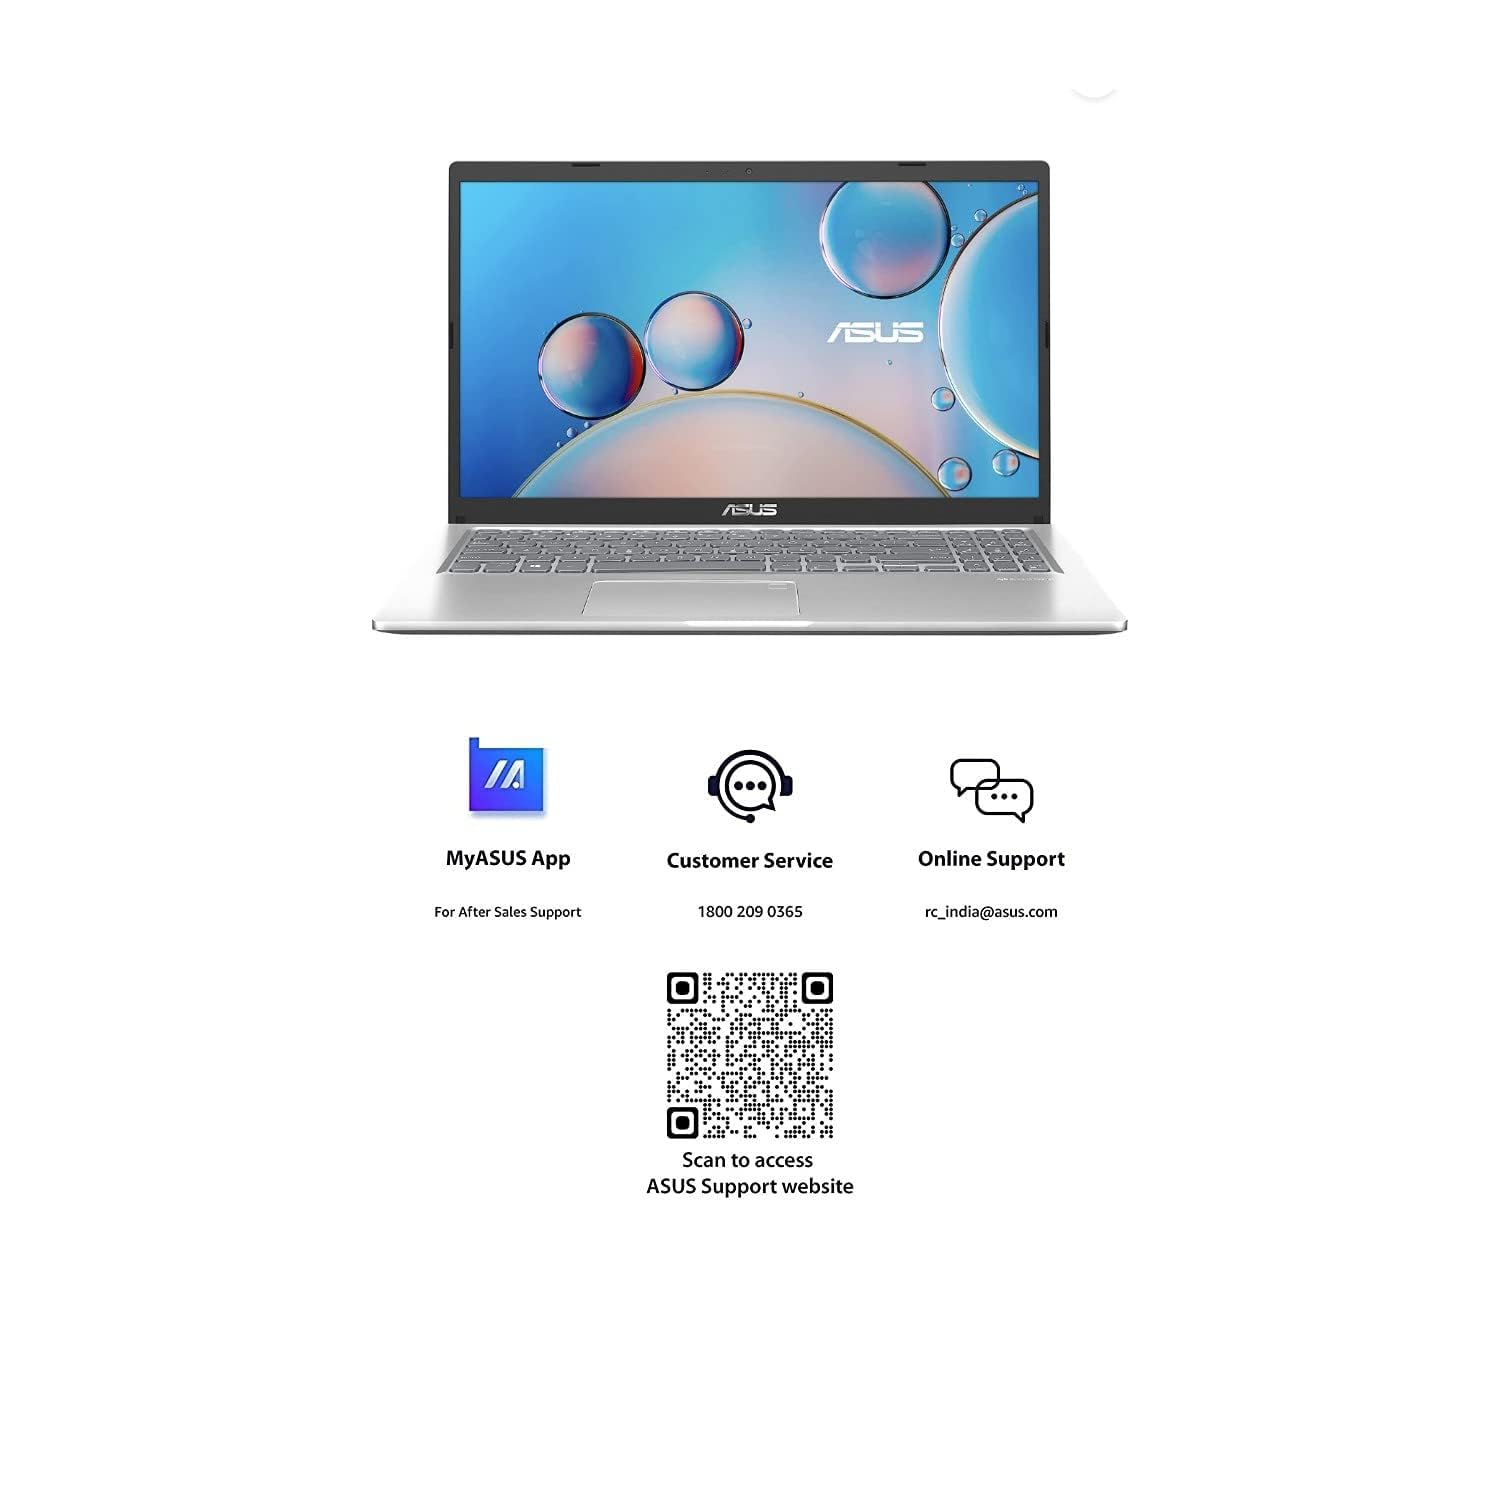 ASUS
ASUS
MyASUS App
Customer Service
Online Support
For After Sales Support
1800 209 0365
rc_india@asus.com
Scan to access
ASUS Support website